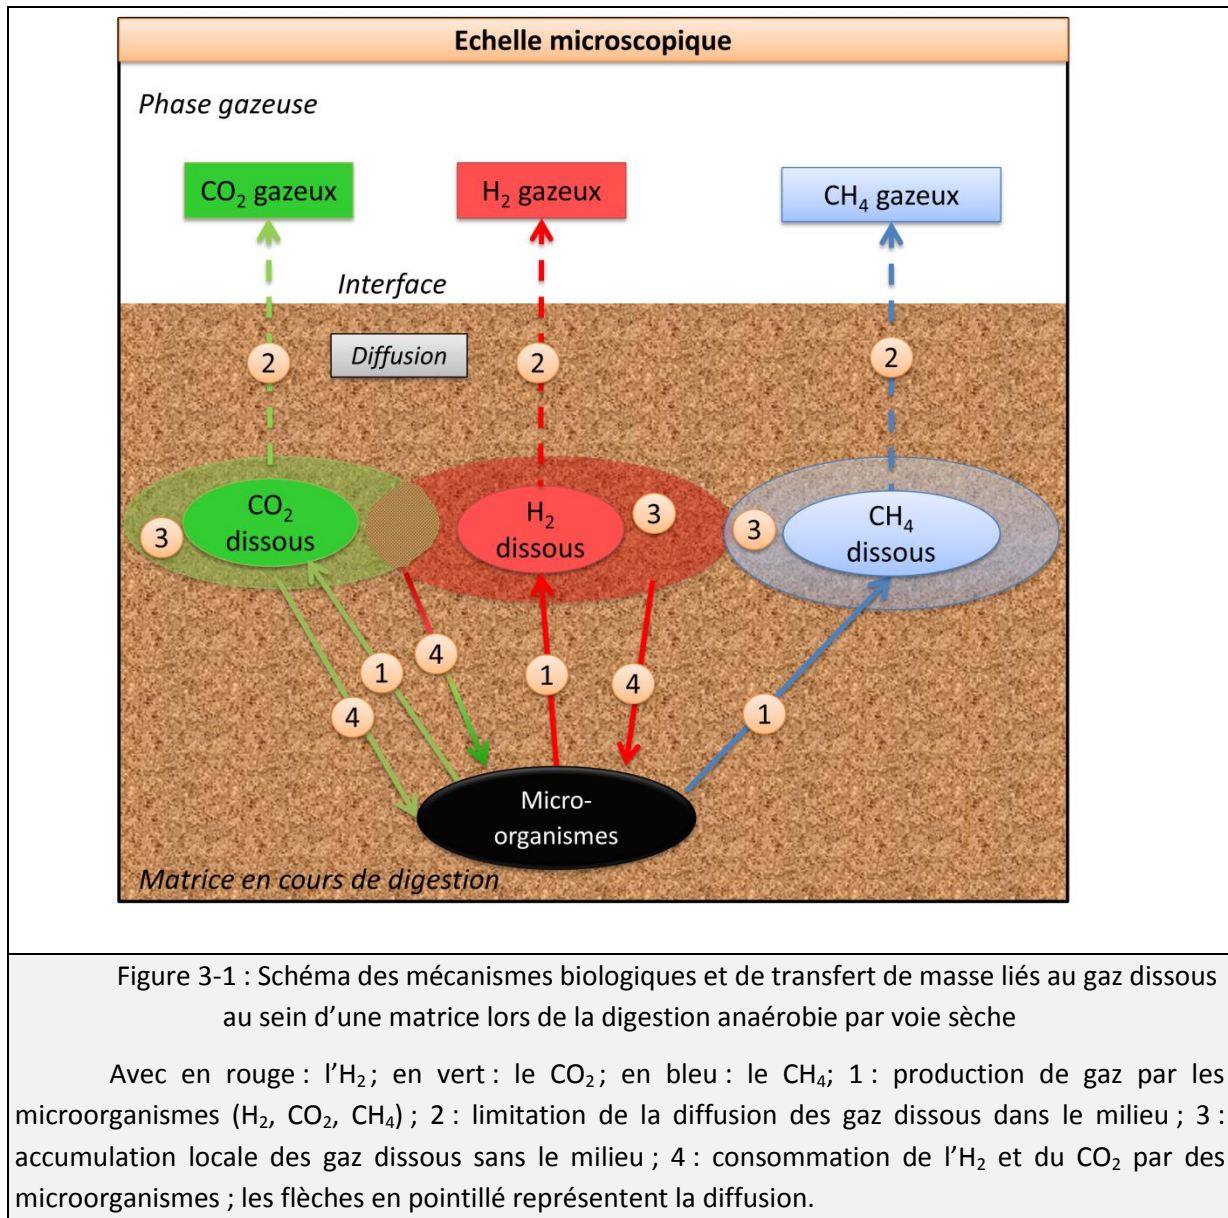 Echelle microscopique
Phase gazeuse
CO2 gazeux
H2 gazeux
CH4 gazeux
Interface
2
Diffusion
2
2
3
CO2
dissous
H2
dissous
3
3
CH4
dissous
4
1
4
1
4
1
Micro-
organismes
Matrice en cours de digestion
Figure 3-1 : Schéma des mécanismes biologiques et de transfert de masse liés au gaz dissous
au sein d’une matrice lors de la digestion anaérobie par voie sèche
Avec en rouge : l’H2 ; en vert : le CO2 ; en bleu : le CH4; 1 : production de gaz par les
microorganismes (H2, CO2, CH4) ; 2 : limitation de la diffusion des gaz dissous dans le milieu ; 3 :
accumulation locale des gaz dissous sans le milieu ; 4 : consommation de l’H2 et du CO2 par des
microorganismes ; les flèches en pointillé représentent la diffusion.